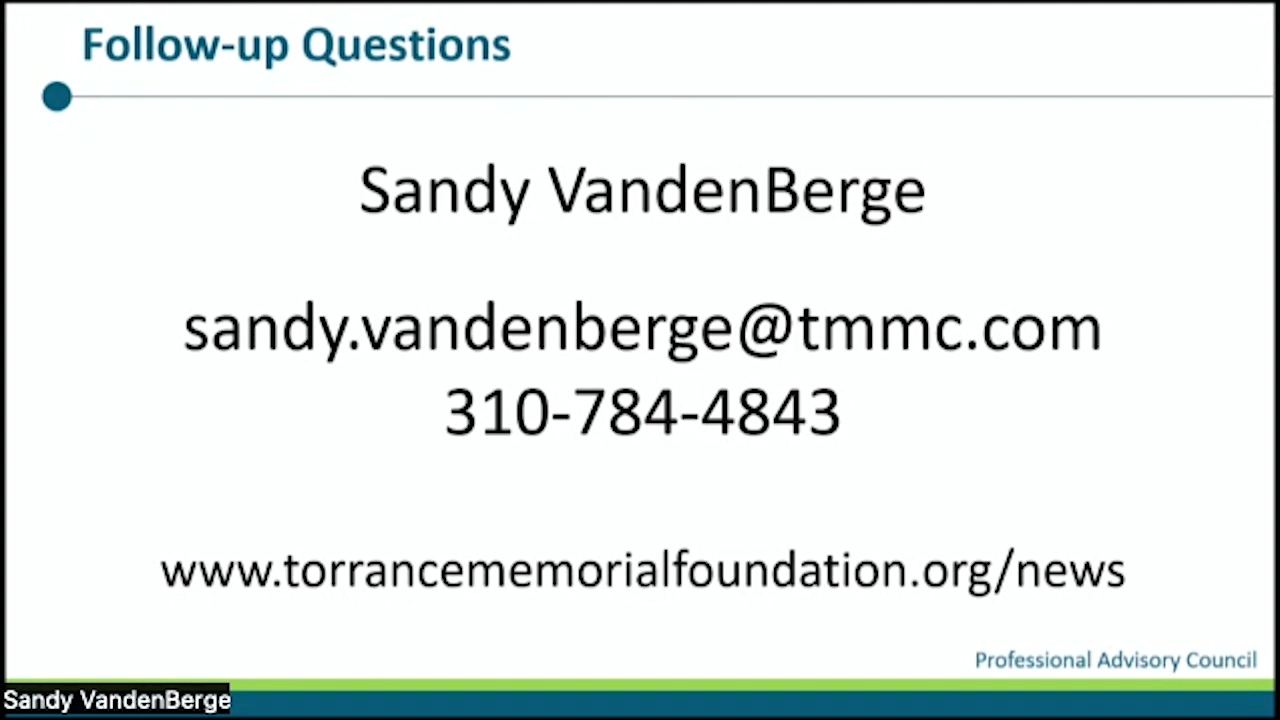 Follow-up Questions
Sandy VandenBerge
sandy.vandenberge@tmmc.com
310-784-4843
www.torrancememorialfoundation.org/news
Professional Advisory Council
Sandy VandenBerge